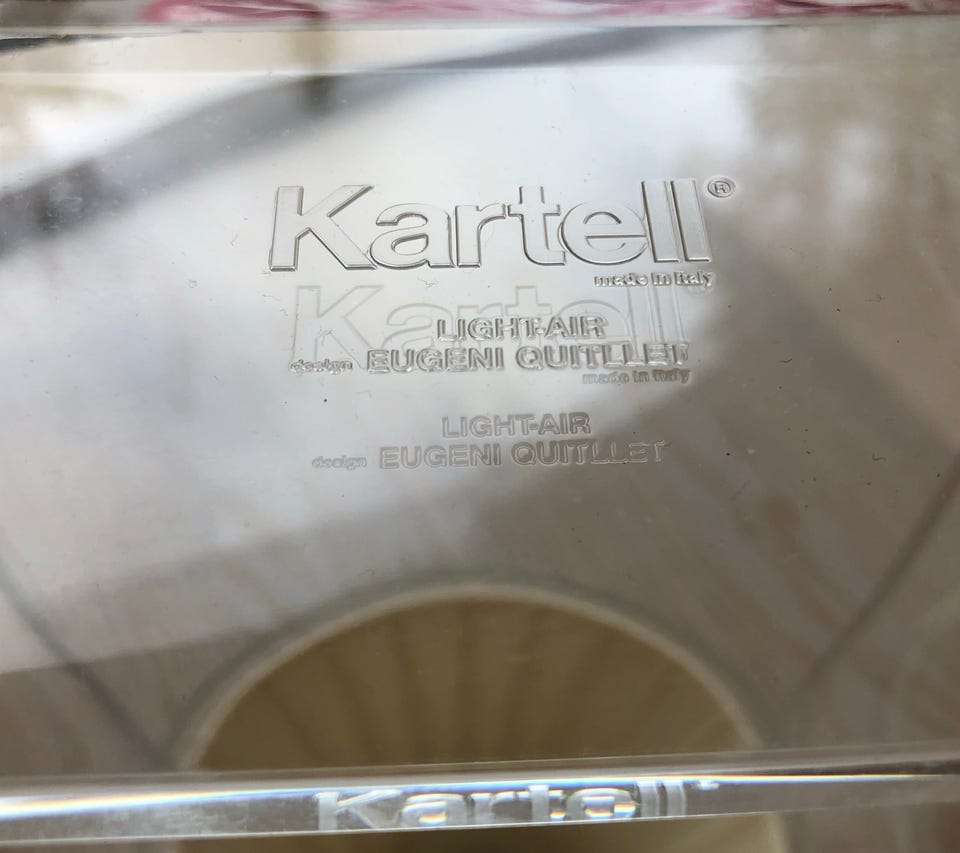 Kartell®
made in Italy
Kartell
LIGHT-AIR
design EUGENI QUITLLET
made in Italy
LIGHT-AIR
design EUGENI QUITLLET
Kartell